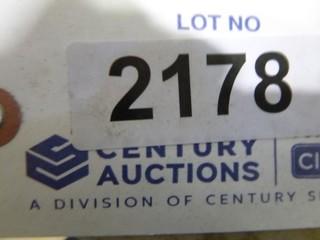 LOT NO
2178
CENTURY
AUCTIONS
A DIVISION OF CENTURY